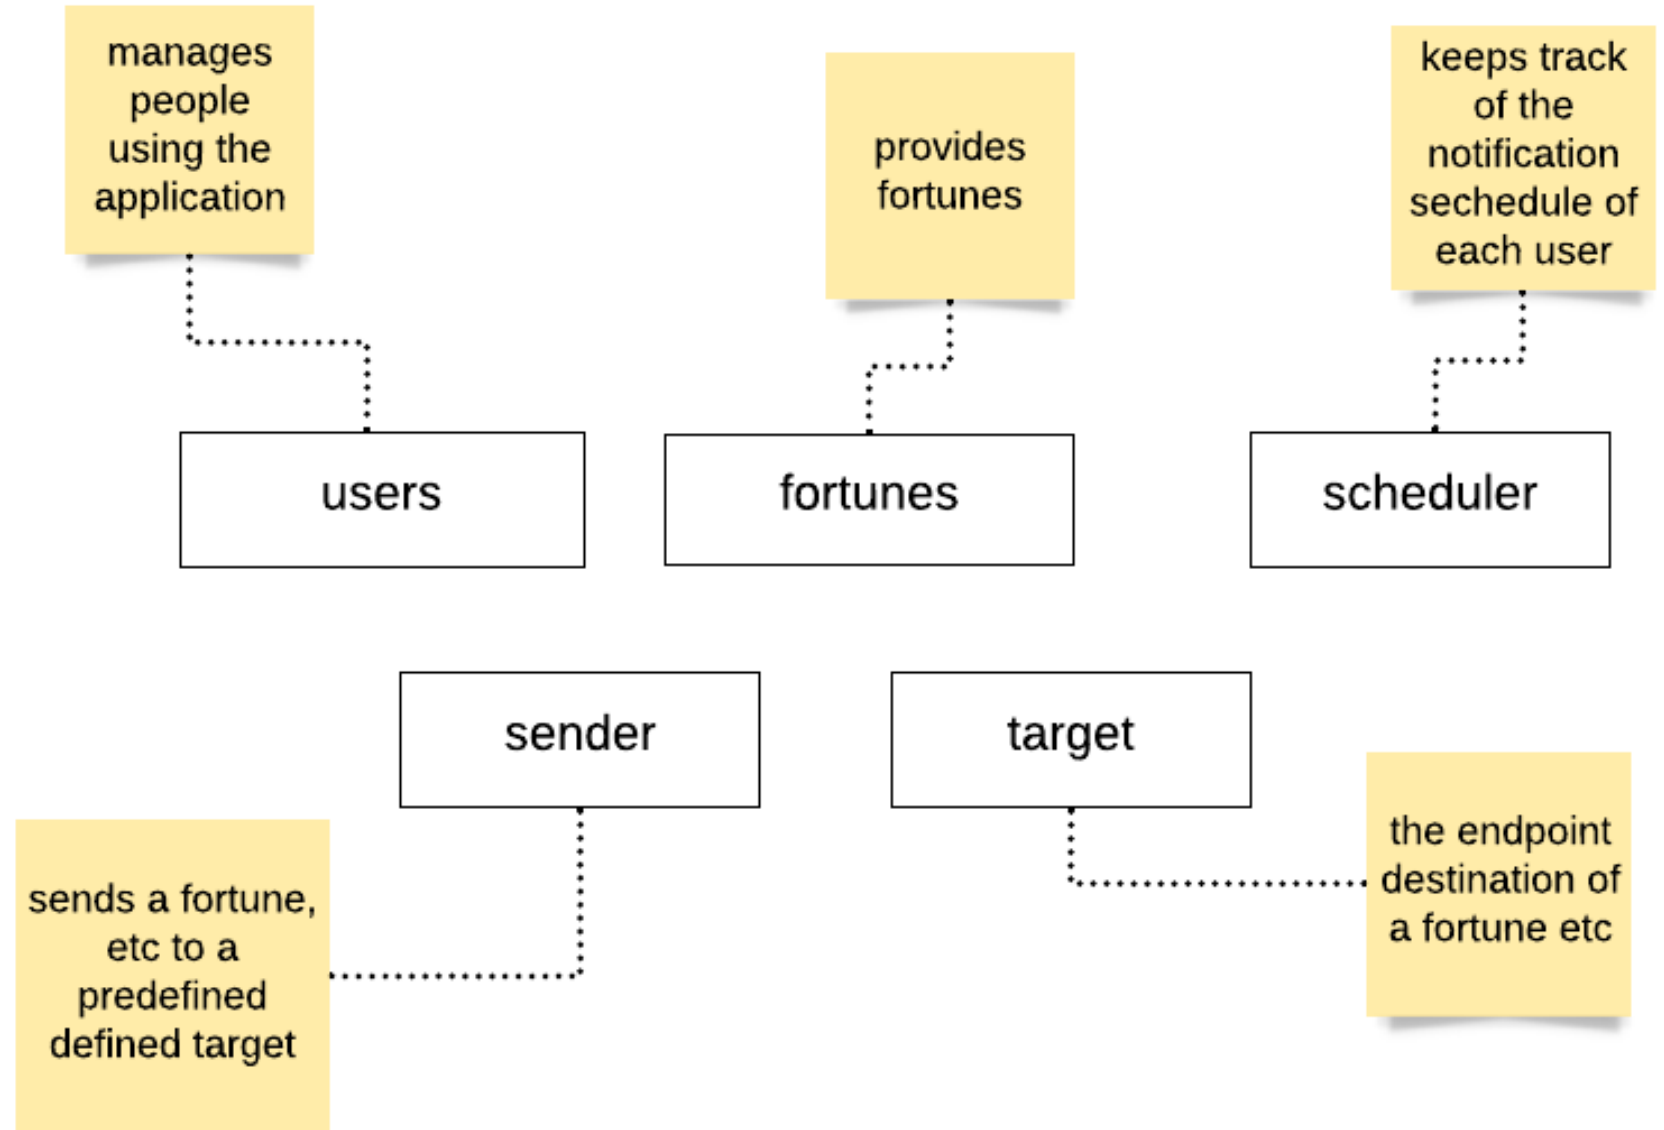 manages
people
using the
application
provides
fortunes
keeps track
of the
notification
sechedule of
each user
users
fortunes
scheduler
sender
target
sends a fortune,
etc to a
predefined
defined target
the endpoint
destination of
a fortune etc